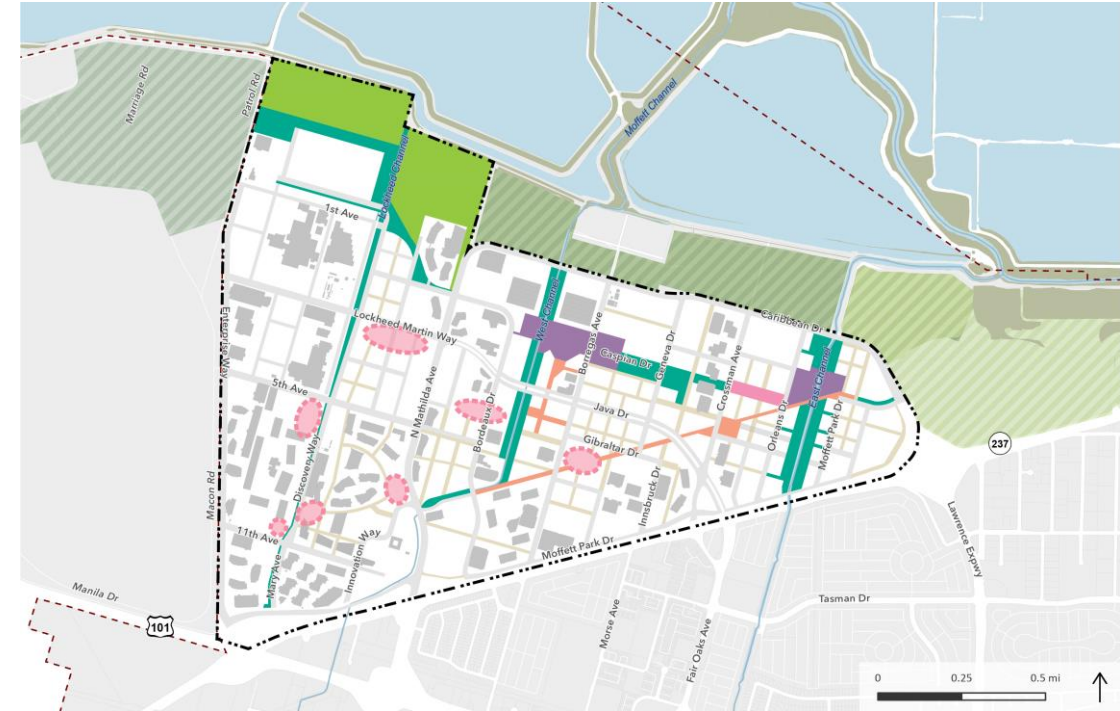 Marriage Rd
Patrol Rd
Moffett Channel
Lockheed Channel
1st Ave
Enterprise Way
Lockheed Martin Way
West Channel
Borregas Ave
Caribbean Dr
Caspian Dr
Geneva Dr
Crossman Ave
East Channel
5th Ave
N Mathilda Ave
Bordeaux Dr
Java Dr
Orleans Dr
Moffett Park Dr
Gibraltar Dr
237
Discovery Way
Innsbruck Dr
Macon Rd
11th Ave
Mary Ave
Innovation Way
Moffett Park Dr
Lawrence Expwy
Manila Dr
101
Tasman Dr
Morse Ave
Fair Oaks Ave
0 0.25 0.5 mi